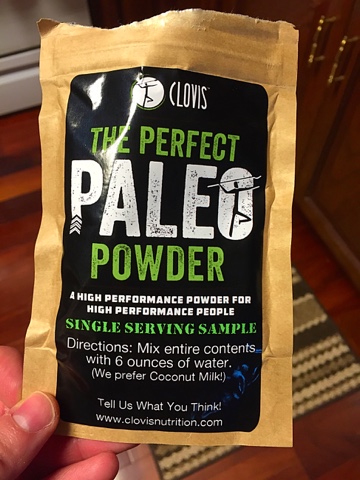 CLOVIS
THE PERFECT
PALEO
POWDER
A HIGH PERFORMANCE POWDER FOR
HIGH PERFORMANCE PEOPLE
SINGLE SERVING SAMPLE
Directions: Mix entire contents
with 6 ounces of water.
(We prefer Coconut Milk!)
Tell Us What You Think!
www.clovisnutrition.com